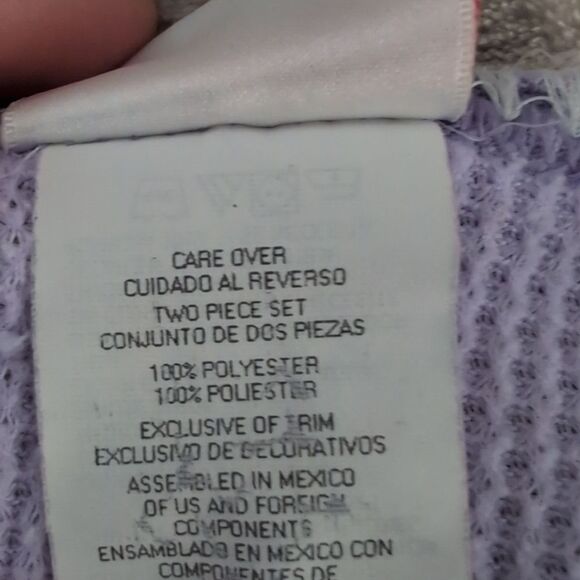 CARE OVER
CUIDADO AL REVERSO
TWO PIECE SET
CONJUNTO DE DOS PIEZAS
100% POLYESTER
100% POLIESTER
EXCLUSIVE OF TRIM
EXCLUSIVO DE DECORATIVOS
ASSEMBLED IN MEXICO
OF US AND FOREIGN
COMPONENTS
ENSAMBLADO EN MEXICO CON
COMPONENTES DE